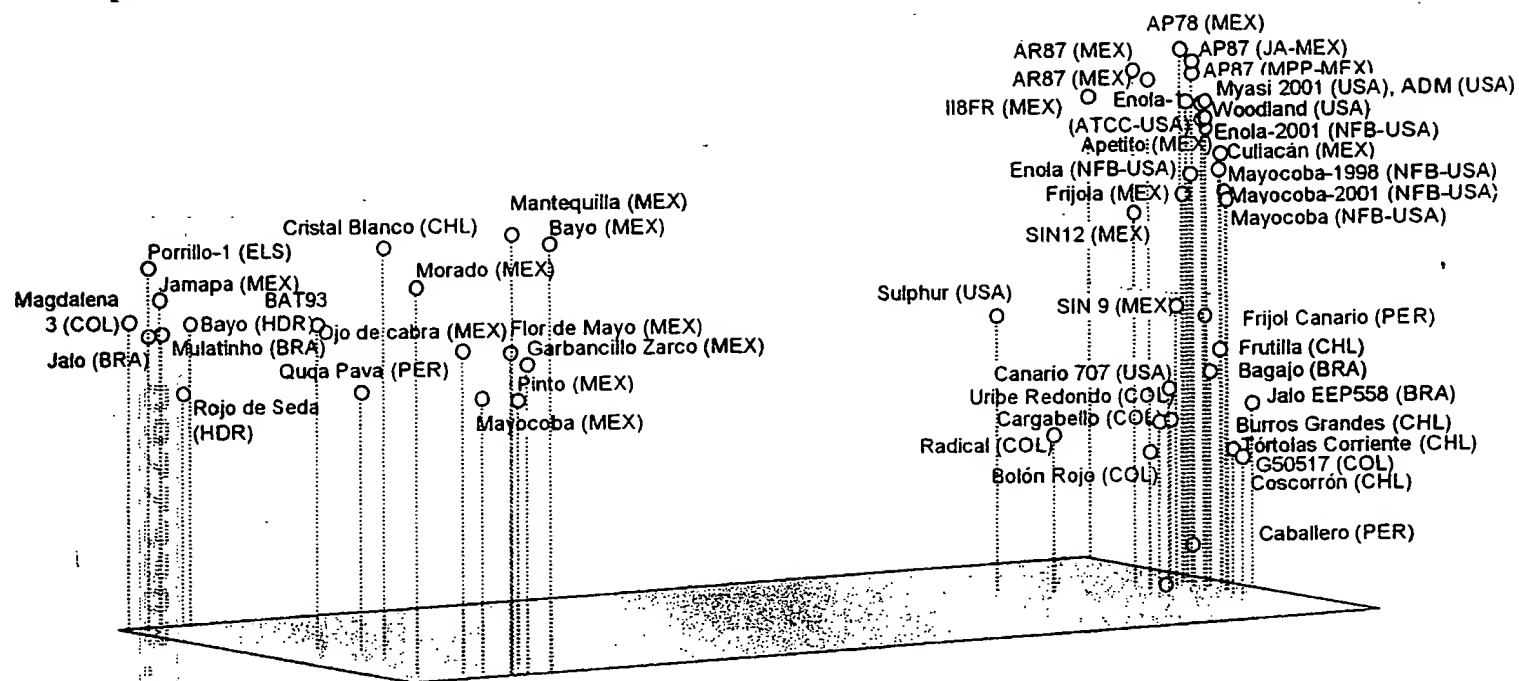 AP78 (MEX)
AR87 (MEX)
AP87 (JA-MEX)
AR87 (MEX)
AP87 (MPP-MEX)
Myasi 2001 (USA), ADM (USA)
II8FR (MEX)
Enola-
Woodland (USA)
(ATCC-USA)
Enola-2001 (NFB-USA)
Apetito (MEX)
Culiacán (MEX)
Enola (NFB-USA)
Mayocoba-1998 (NFB-USA)
Frijola (MEX)
Mayocoba-2001 (NFB-USA)
Mayocoba (NFB-USA)
SIN12 (MEX)
Mantequilla (MEX)
Cristal Blanco (CHL)
Bayo (MEX)
Porrillo-1 (ELS)
Morado (MEX)
Jamapa (MEX)
BAT93
Magdalena
3 (COL)
Bayo (HDR)
Ojo de cabra (MEX)
Flor de Mayo (MEX)
Jalo (BRA)
Mulatinho (BRA)
Garbancillo Zarco (MEX)
Quqa Pava (PER)
Pinto (MEX)
Rojo de Seda
(HDR)
Mayocoba (MEX)
Sulphur (USA)
SIN 9 (MEX)
Frijol Canario (PER)
Frutilla (CHL)
Canario 707 (USA)
Bagajo (BRA)
Uribe Redondo (COL)
Jalo EEP558 (BRA)
Cargabello (COL)
Burros Grandes (CHL)
Radical (COL)
Tórtolas Corriente (CHL)
G50517 (COL)
Bolón Rojo (COL)
Coscorrón (CHL)
Caballero (PER)